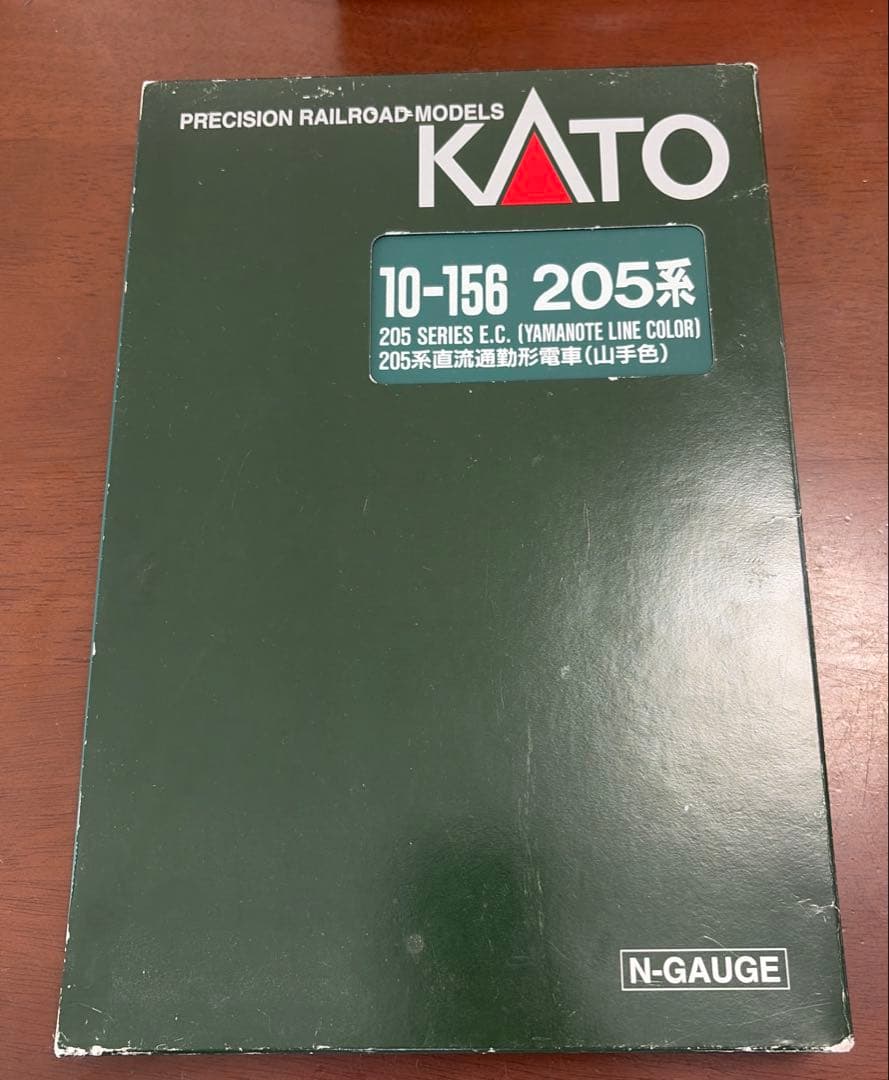 PRECISION RAILROAD MODELS
KATO
10-156 205系
205 SERIES E.C. (YAMANOTE LINE COLOR)
205系直流通勤形電車(山手色)
N-GAUGE